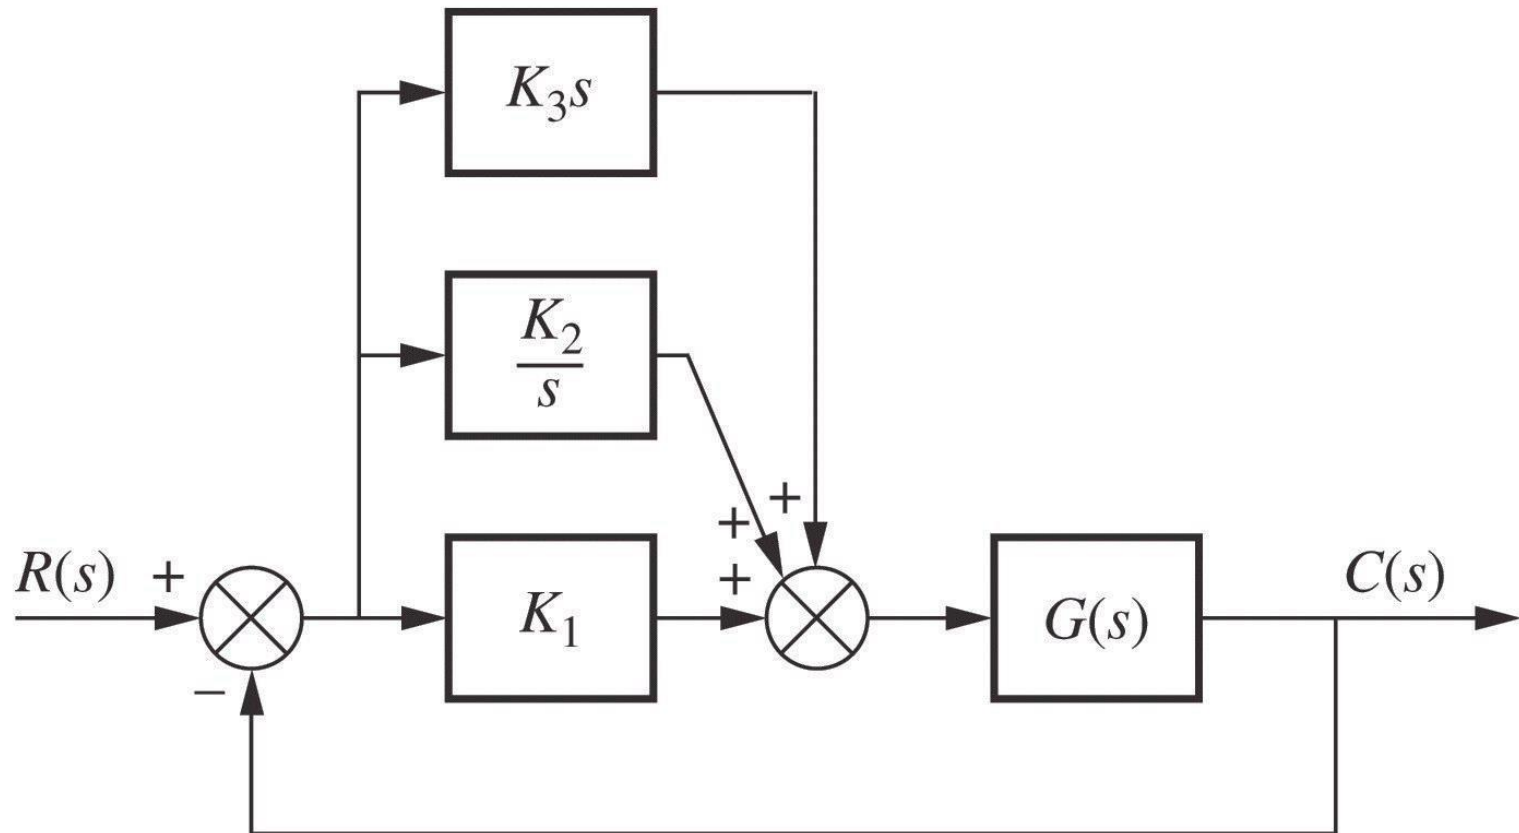 K₃s
K₂
s
+
+
R(s) +
+
K₁
G(s)
C(s)
−